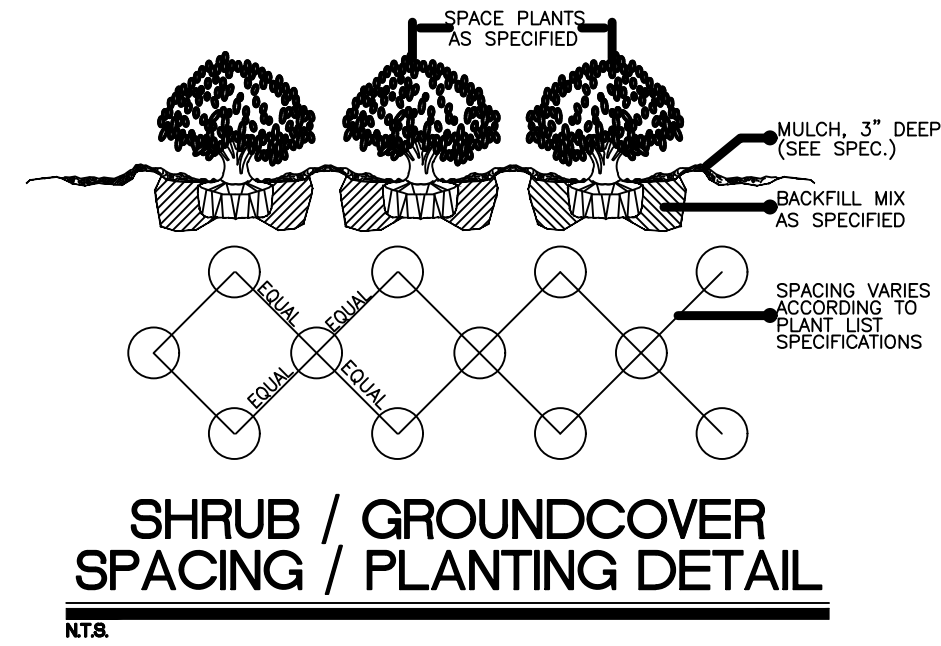 SPACE PLANTS
AS SPECIFIED
MULCH, 3" DEEP
(SEE SPEC.)
BACKFILL MIX
AS SPECIFIED
EQUAL
EQUAL
SPACING VARIES
ACCORDING TO
PLANT LIST
SPECIFICATIONS
EQUAL
EQUAL
SHRUB / GROUNDCOVER
SPACING / PLANTING DETAIL
N.T.S.